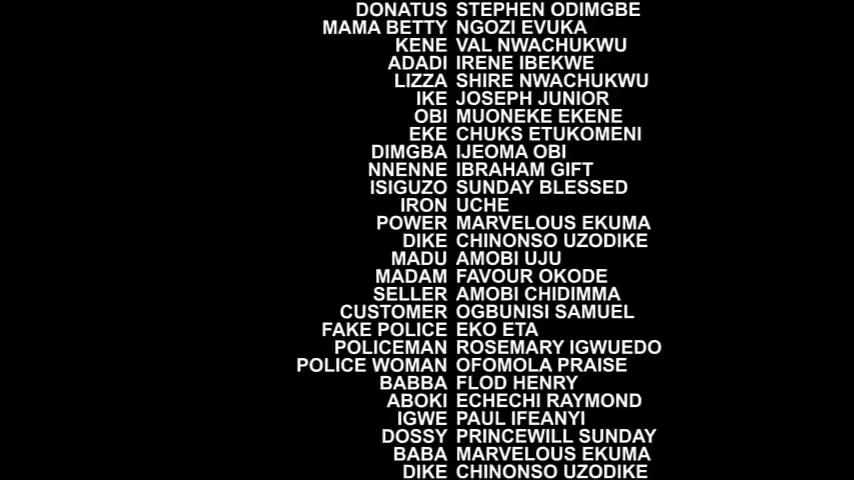 DONATUS STEPHEN ODIMGBE
MAMA BETTY NGOZI EVUKA
KENE VAL NWACHUKWU
ADADI IRENE IBEKWE
LIZZA SHIRE NWACHUKWU
IKE JOSEPH JUNIOR
OBI MUONEKE EKENE
EKE CHUKS ETUKOMENI
DIMGBA IJEOMA OBI
NNENNE IBRAHAM GIFT
ISIGUZO SUNDAY BLESSED
IRON UCHE
POWER MARVELOUS EKUMA
DIKE CHINONSO UZODIKE
MADU AMOBI UJU
MADAM FAVOUR OKODE
SELLER AMOBI CHIDIMMA
CUSTOMER OGBUNISI SAMUEL
FAKE POLICE EKO ETA
POLICEMAN ROSEMARY IGWUEDO
POLICE WOMAN OFOMOLA PRAISE
BABBA FLOD HENRY
ABOKI ECHECHI RAYMOND
IGWE PAUL IFEANYI
DOSSY PRINCEWILL SUNDAY
BABA MARVELOUS EKUMA
DIKE CHINONSO UZODIKE